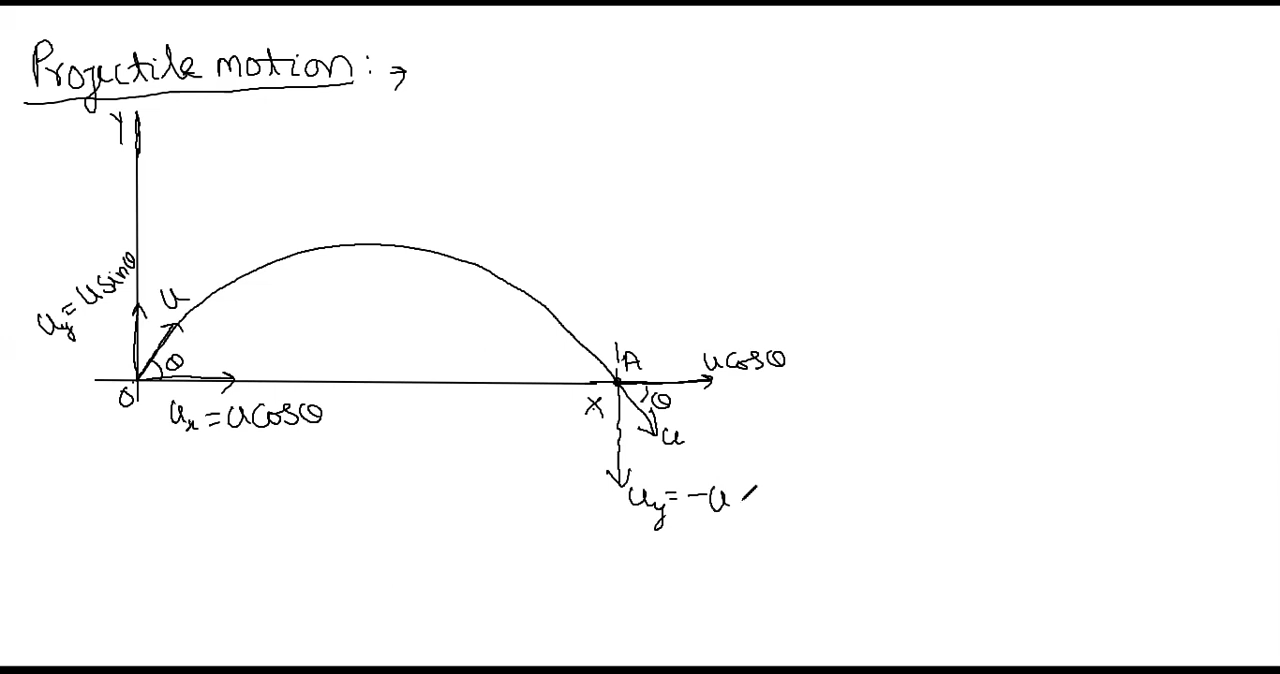 Projectile motion : →
Y
u
uy = u sinθ
θ
O
ux = u cosθ
A
u cosθ
X
θ
u
uy = -u